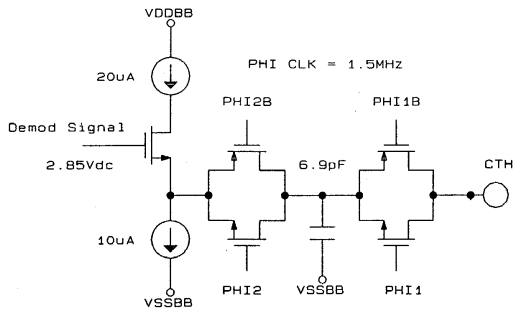 VDDBB
20uA
PHI CLK = 1.5MHz
PHI2B
PHI1B
Demod Signal
2.85Vdc
6.9pF
CTH
10uA
VSSBB
PHI2
VSSBB
PHI1